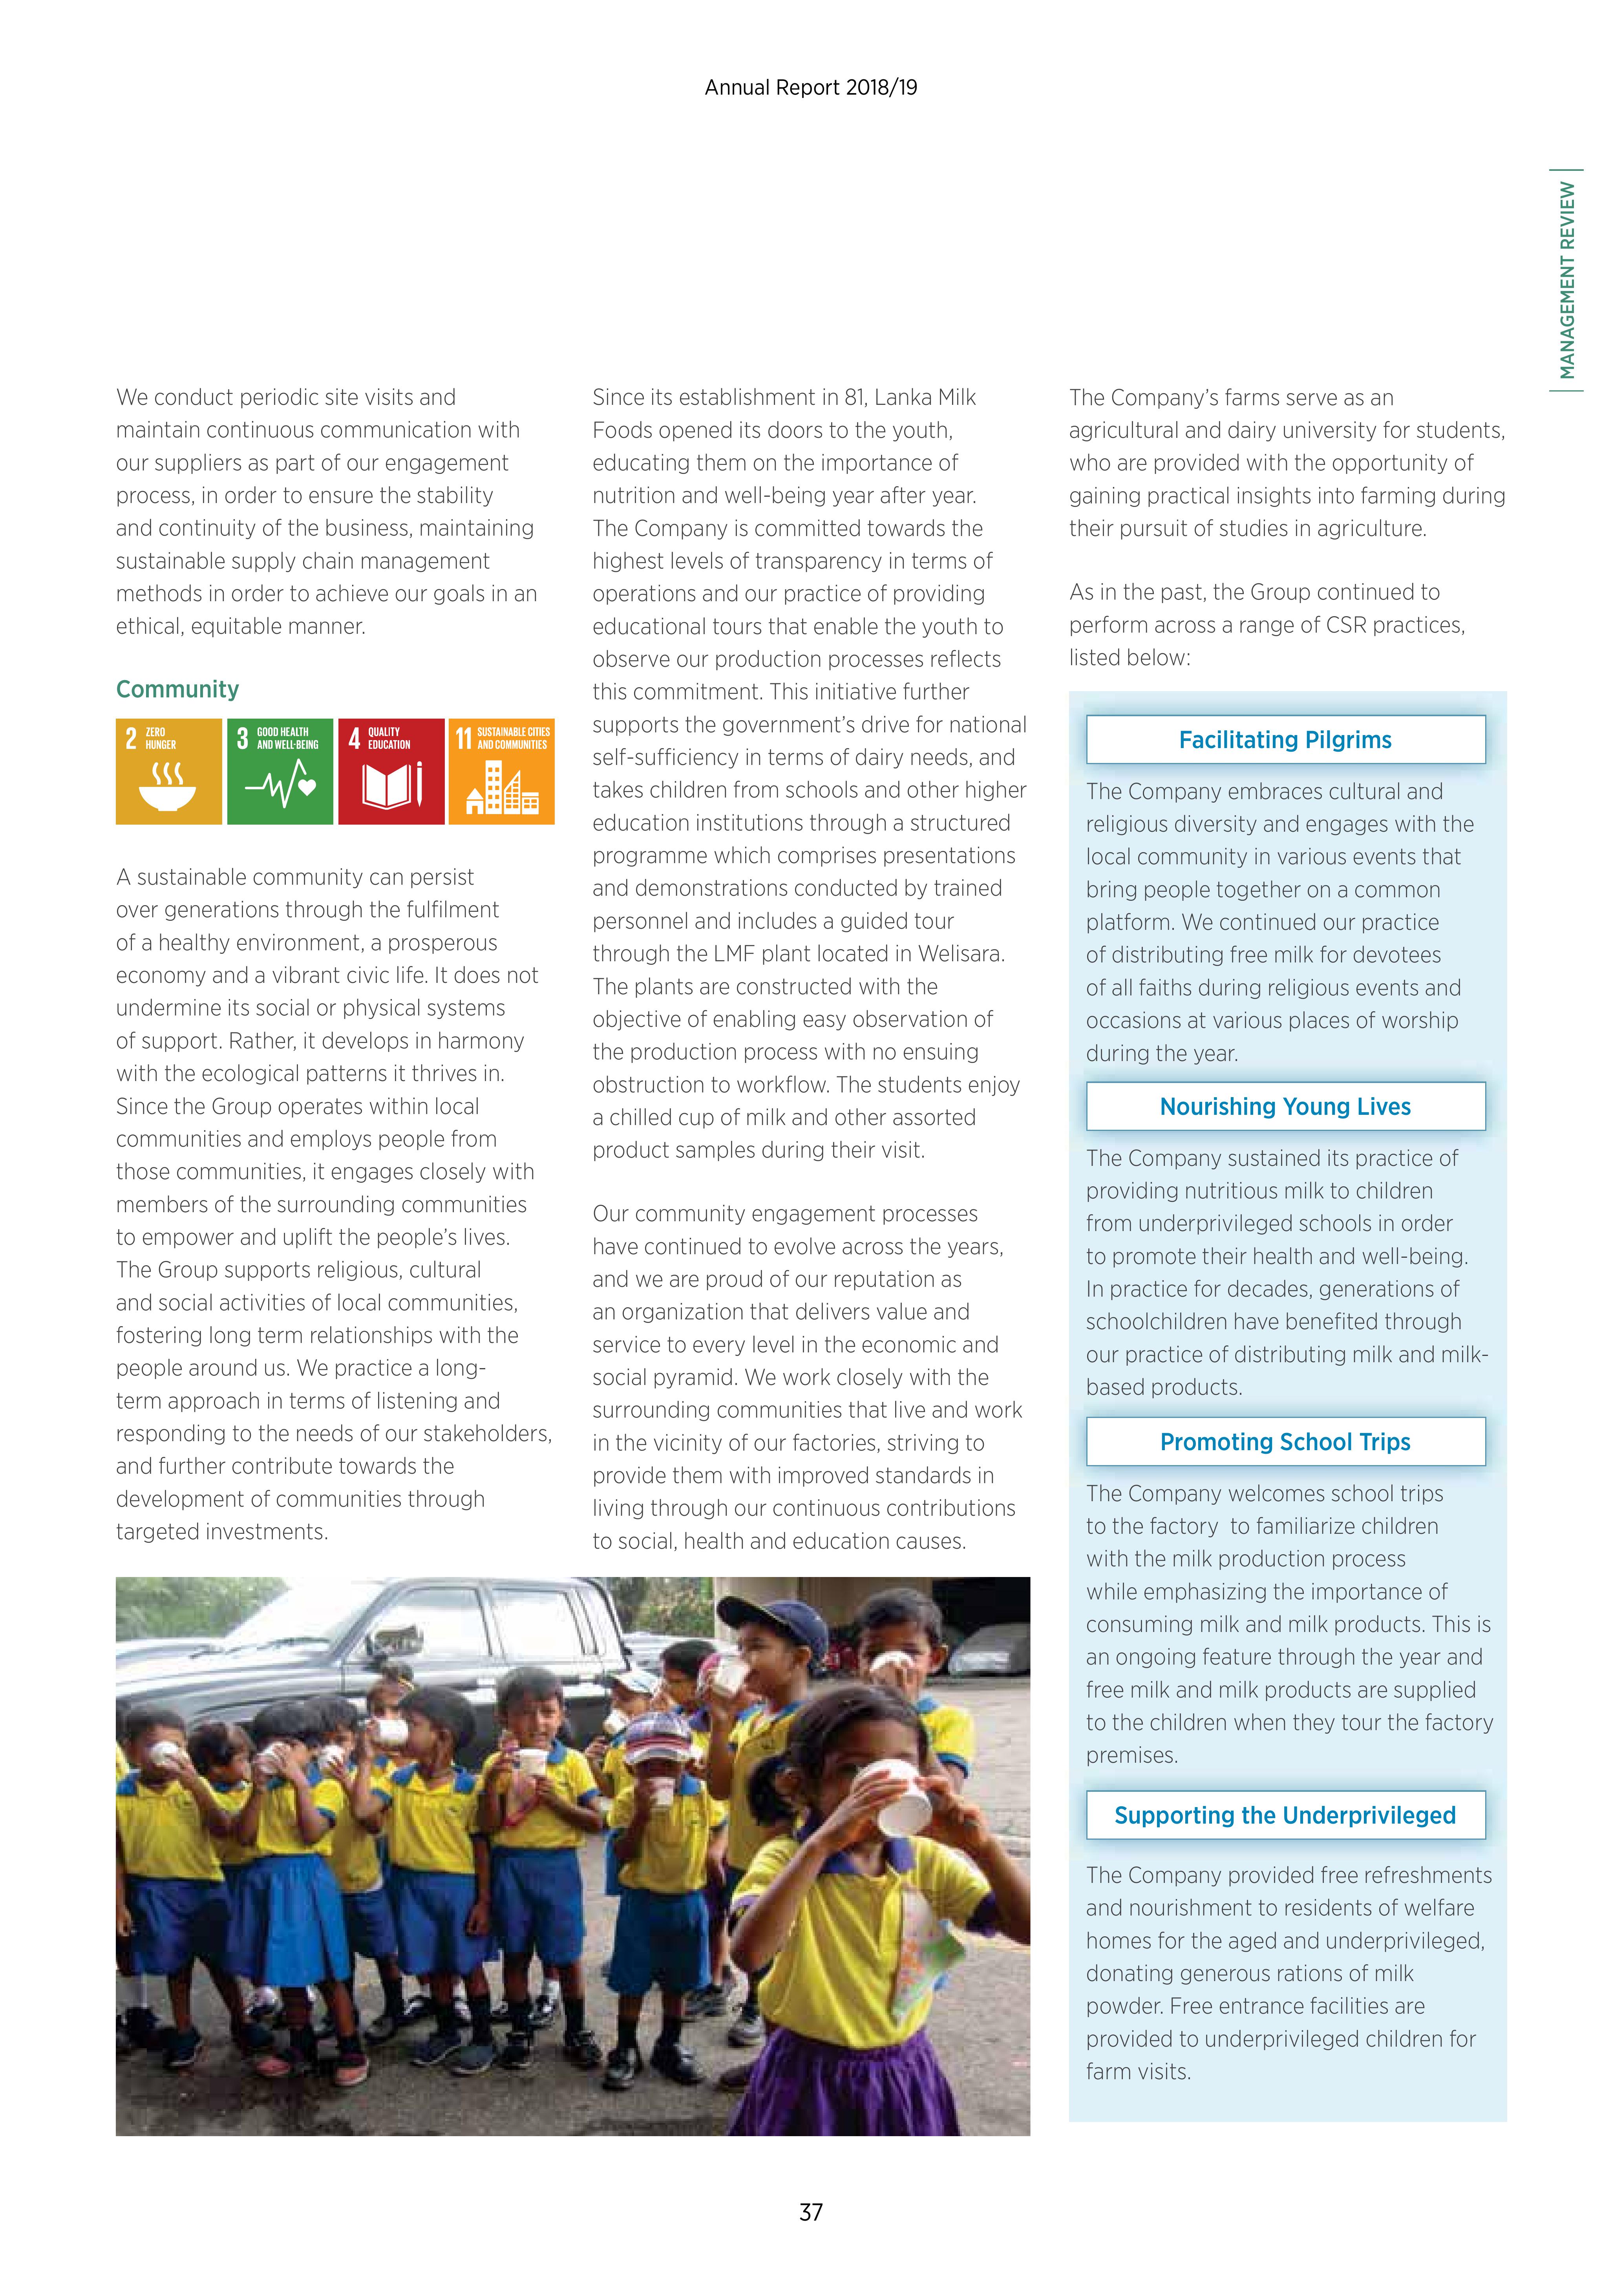 Annual Report 2018/19
MANAGEMENT REVIEW
We conduct periodic site visits and
maintain continuous communication with
our suppliers as part of our engagement
process, in order to ensure the stability
and continuity of the business, maintaining
sustainable supply chain management
methods in order to achieve our goals in an
ethical, equitable manner.
Community
2 ZERO
HUNGER
3 GOOD HEALTH
AND WELL-BEING
4 QUALITY
EDUCATION
11 SUSTAINABLE CITIES
AND COMMUNITIES
A sustainable community can persist
over generations through the fulfilment
of a healthy environment, a prosperous
economy and a vibrant civic life. It does not
undermine its social or physical systems
of support. Rather, it develops in harmony
with the ecological patterns it thrives in.
Since the Group operates within local
communities and employs people from
those communities, it engages closely with
members of the surrounding communities
to empower and uplift the people's lives.
The Group supports religious, cultural
and social activities of local communities,
fostering long term relationships with the
people around us. We practice a long-
term approach in terms of listening and
responding to the needs of our stakeholders,
and further contribute towards the
development of communities through
targeted investments.
Since its establishment in 81, Lanka Milk
Foods opened its doors to the youth,
educating them on the importance of
nutrition and well-being year after year.
The Company is committed towards the
highest levels of transparency in terms of
operations and our practice of providing
educational tours that enable the youth to
observe our production processes reflects
this commitment. This initiative further
supports the government's drive for national
self-sufficiency in terms of dairy needs, and
takes children from schools and other higher
education institutions through a structured
programme which comprises presentations
and demonstrations conducted by trained
personnel and includes a guided tour
through the LMF plant located in Welisara.
The plants are constructed with the
objective of enabling easy observation of
the production process with no ensuing
obstruction to workflow. The students enjoy
a chilled cup of milk and other assorted
product samples during their visit.
Our community engagement processes
have continued to evolve across the years,
and we are proud of our reputation as
an organization that delivers value and
service to every level in the economic and
social pyramid. We work closely with the
surrounding communities that live and work
in the vicinity of our factories, striving to
provide them with improved standards in
living through our continuous contributions
to social, health and education causes.
The Company's farms serve as an
agricultural and dairy university for students,
who are provided with the opportunity of
gaining practical insights into farming during
their pursuit of studies in agriculture.
As in the past, the Group continued to
perform across a range of CSR practices,
listed below:
Facilitating Pilgrims
The Company embraces cultural and
religious diversity and engages with the
local community in various events that
bring people together on a common
platform. We continued our practice
of distributing free milk for devotees
of all faiths during religious events and
occasions at various places of worship
during the year.
Nourishing Young Lives
The Company sustained its practice of
providing nutritious milk to children
from underprivileged schools in order
to promote their health and well-being.
In practice for decades, generations of
schoolchildren have benefited through
our practice of distributing milk and milk-
based products.
Promoting School Trips
The Company welcomes school trips
to the factory  to familiarize children
with the milk production process
while emphasizing the importance of
consuming milk and milk products. This is
an ongoing feature through the year and
free milk and milk products are supplied
to the children when they tour the factory
premises.
Supporting the Underprivileged
The Company provided free refreshments
and nourishment to residents of welfare
homes for the aged and underprivileged,
donating generous rations of milk
powder. Free entrance facilities are
provided to underprivileged children for
farm visits.
37